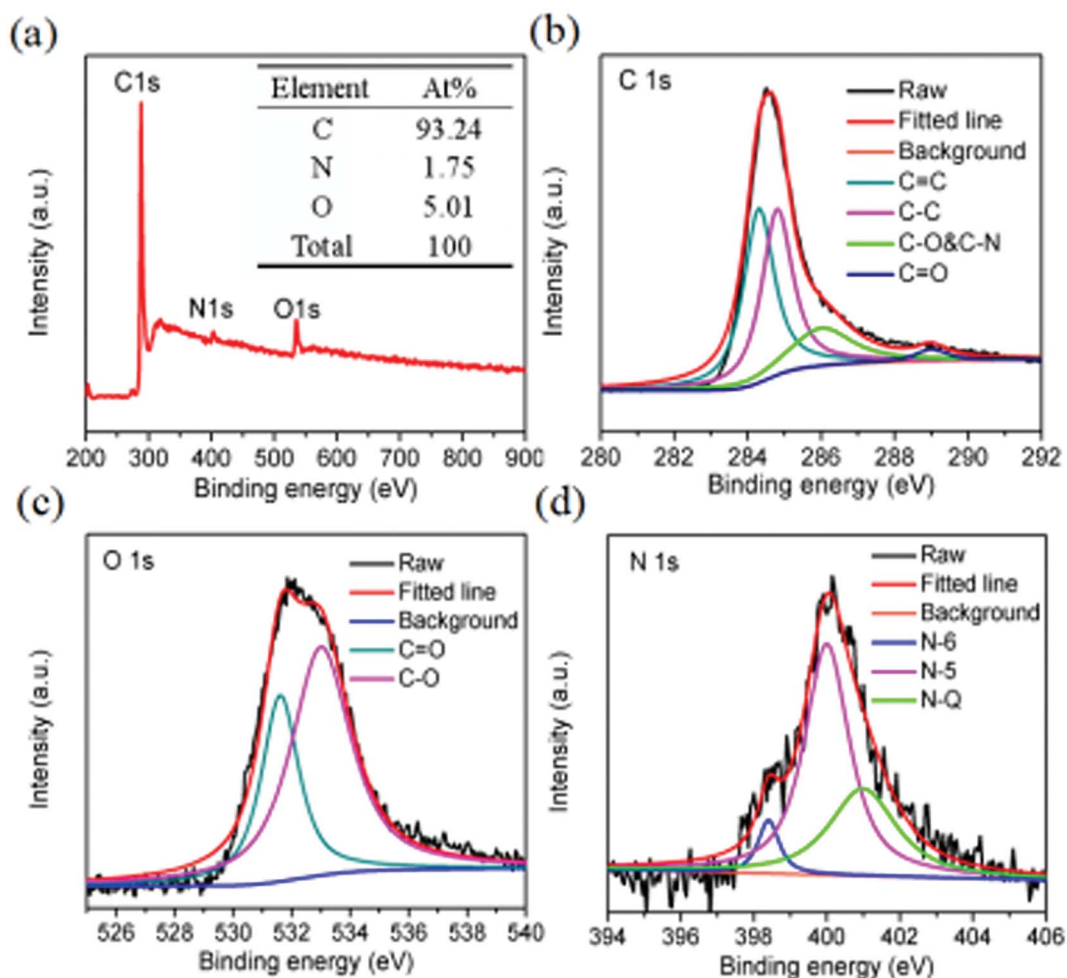 (a)
C1s
Element At%
C 93.24
N 1.75
O 5.01
Total 100
N1s
O1s
Intensity (a.u.)
200 300 400 500 600 700 800 900
Binding energy (eV)
(b)
C 1s
Raw
Fitted line
Background
C=C
C-C
C-O&C-N
C=O
Intensity (a.u.)
280 282 284 286 288 290 292
Binding energy (eV)
(c)
O 1s
Raw
Fitted line
Background
C=O
C-O
Intensity (a.u.)
526 528 530 532 534 536 538 540
Binding energy (eV)
(d)
N 1s
Raw
Fitted line
Background
N-6
N-5
N-Q
Intensity (a.u.)
394 396 398 400 402 404 406
Binding energy (eV)